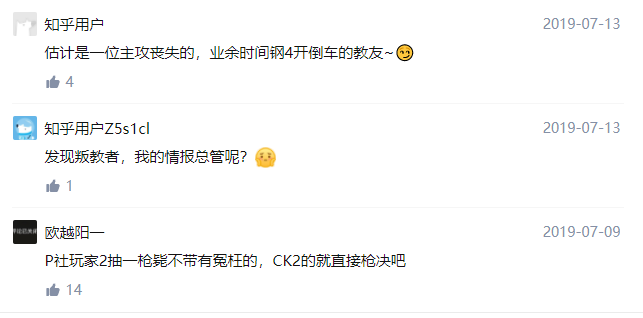 知乎用户 2019-07-13
估计是一位主攻丧失的，业余时间钢4开倒车的教友~
4
知乎用户Z5s1cl 2019-07-13
发现叛教者，我的情报总管呢？
1
欧越阳一 2019-07-09
P社玩家2抽一枪毙不带有冤枉的，CK2的就直接枪决吧
14